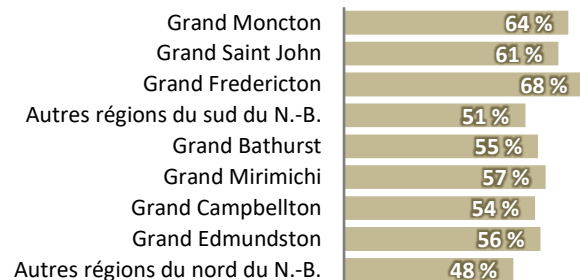 Grand Moncton 64 %
Grand Saint John 61 %
Grand Fredericton 68 %
Autres régions du sud du N.-B. 51 %
Grand Bathurst 55 %
Grand Mirimichi 57 %
Grand Campbellton 54 %
Grand Edmundston 56 %
Autres régions du nord du N.-B. 48 %